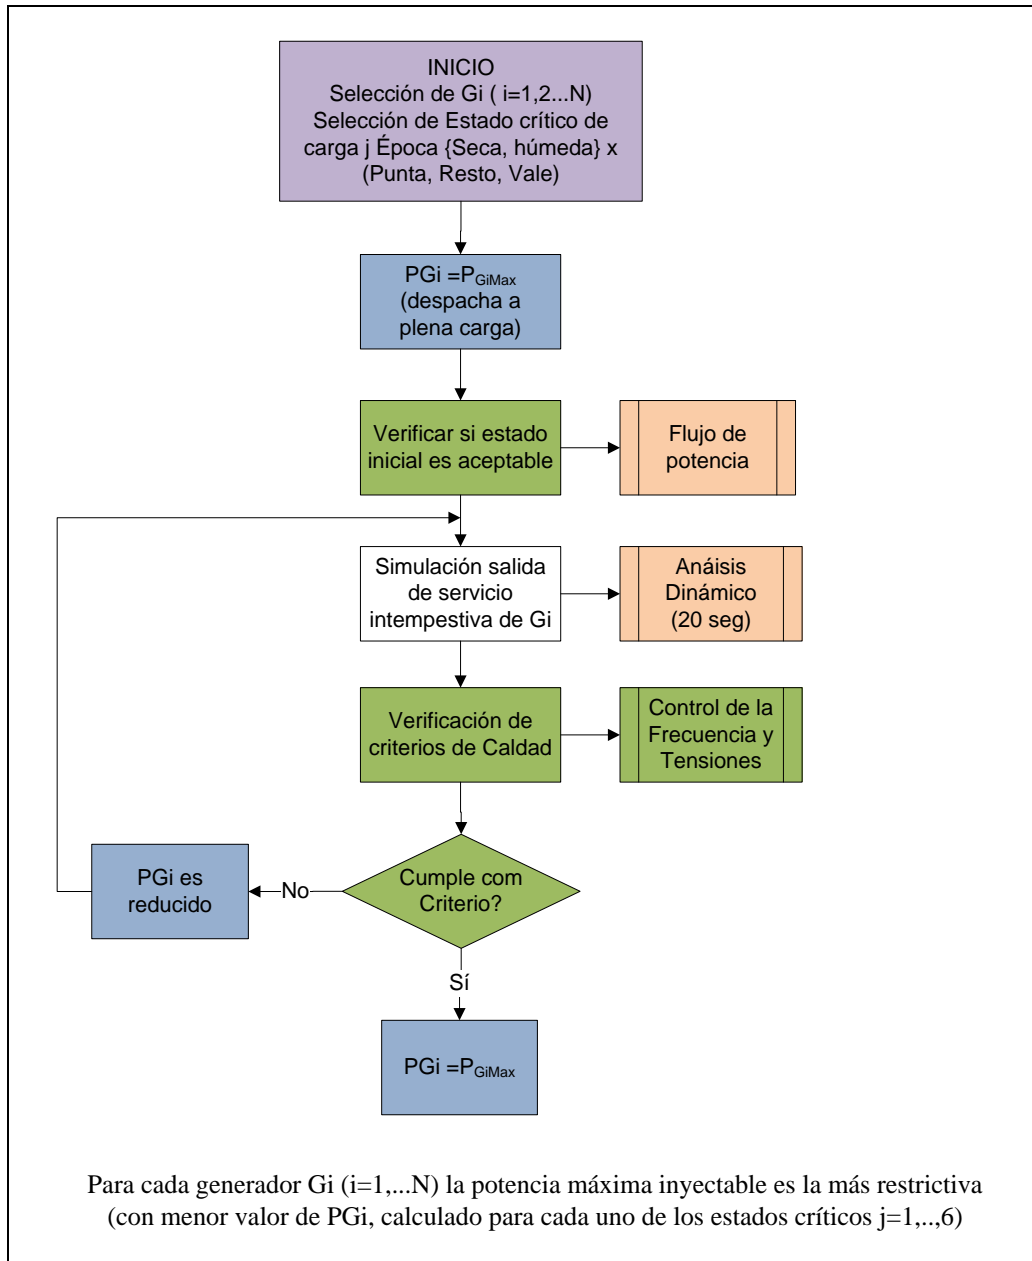 INICIO
Selección de Gi ( i=1,2...N)
Selección de Estado crítico de
carga j Época {Seca, húmeda} x
(Punta, Resto, Vale)
PGi =PGiMax
(despacha a
plena carga)
Verificar si estado
inicial es aceptable
Flujo de
potencia
Simulación salida
de servicio
intempestiva de Gi
Anáisis
Dinámico
(20 seg)
Verificación de
criterios de Caldad
Control de la
Frecuencia y
Tensiones
PGi es
reducido
No
Cumple com
Criterio?
Sí
PGi =PGiMax
Para cada generador Gi (i=1,...N) la potencia máxima inyectable es la más restrictiva
(con menor valor de PGi, calculado para cada uno de los estados críticos j=1,..,6)